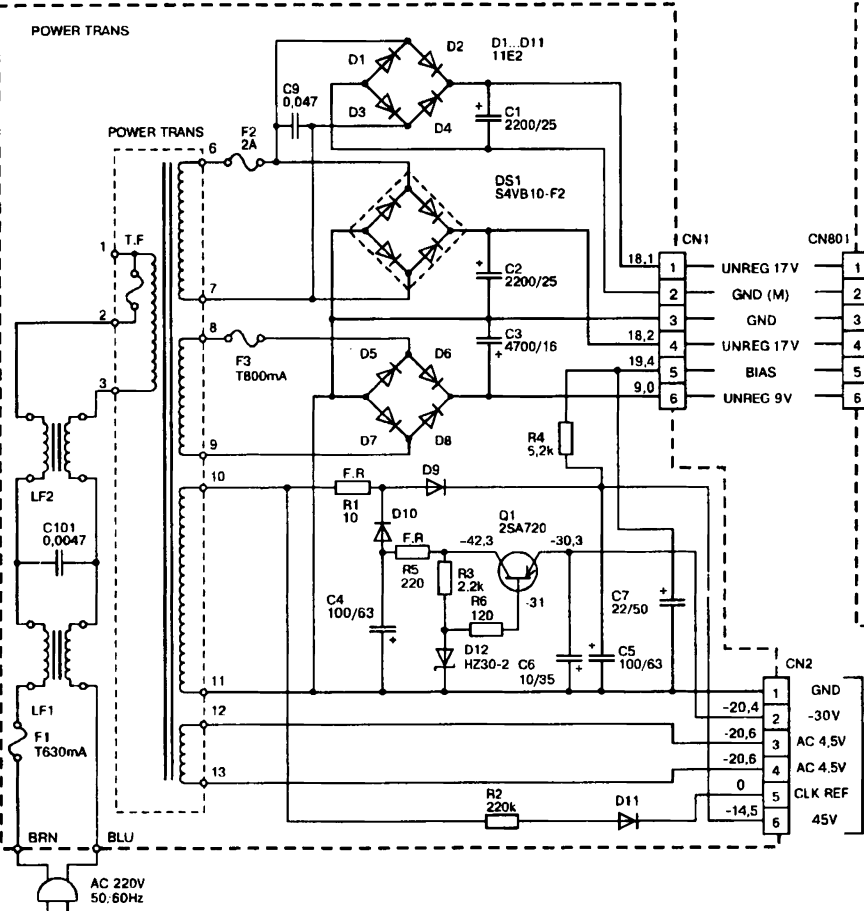 POWER TRANS
D1
D2
D1...D11
11E2
C9
0,047
D3
D4
+
C1
2200/25
POWER TRANS
F2
2A
6
DS1
S4VB10-F2
T.F
1
+
C2
2200/25
7
2
8
F3
T800mA
C3
4700/16
+
D5
D6
3
D7
D8
9
CN1
CN801
18,1
1
UNREG 17V
1
2
GND (M)
2
3
GND
3
18,2
4
UNREG 17V
4
19,4
5
BIAS
5
9,0
6
UNREG 9V
6
R4
5,2k
LF2
10
F.R
R1
10
D9
D10
Q1
2SA720
C101
0,0047
F.R
-42,3
-30,3
R5
220
R3
2.2k
R6
120
-31
C4
100/63
+
C7
22/50
+
D12
HZ30-2
C6
10/35
+
+
C5
100/63
LF1
11
F1
T630mA
12
13
CN2
1
GND
-20,4
2
-30V
-20,6
3
AC 4,5V
-20,6
4
AC 4.5V
0
5
CLK REF
-14,5
6
45V
R2
220k
D11
BRN
BLU
AC 220V
50,60Hz